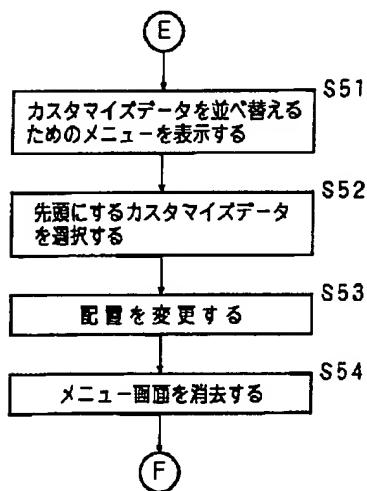 E
S51
カスタマイズデータを並べ替える
ためのメニューを表示する
S52
先頭にするカスタマイズデータ
を選択する
S53
配置を変更する
S54
メニュー画面を消去する
F